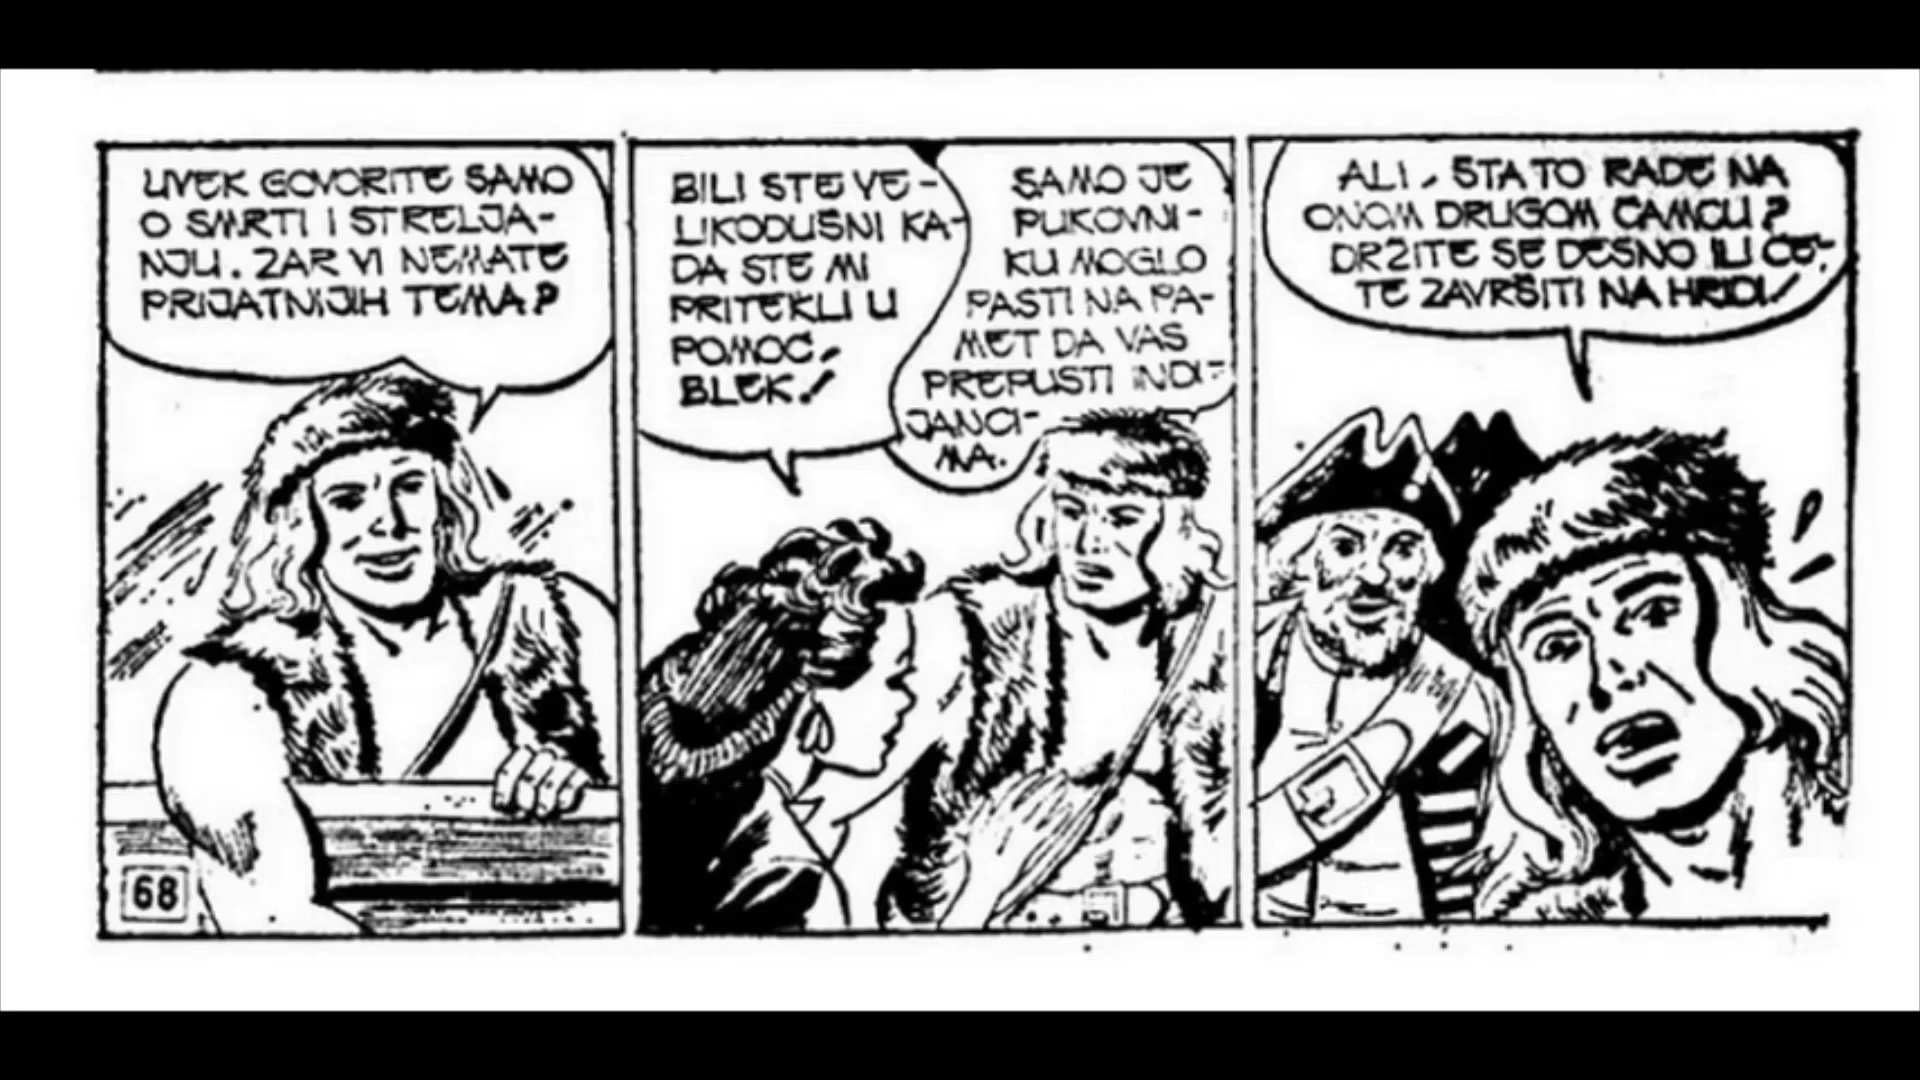 UVEK GOVORITE SAMO
O SMRTI I STRELJA-
NJU. ZAR VI NEMATE
PRIJATNIJIH TEMA?
BILI STE VE-
LIKODUŠNI KA-
DA STE MI
PRITEKLI U
POMOĆ,
BLEK!
SAMO JE
PUKOVNI-
KU MOGLO
PASTI NA PA-
MET DA VAS
PREPUSTI INDI-
JANCI-
MA.
ALI, ŠTA TO RADE NA
ONOM DRUGOM ČAMCU?
DRŽITE SE DESNO ILI ĆE-
TE ZAVRŠITI NA HRIDI!
68